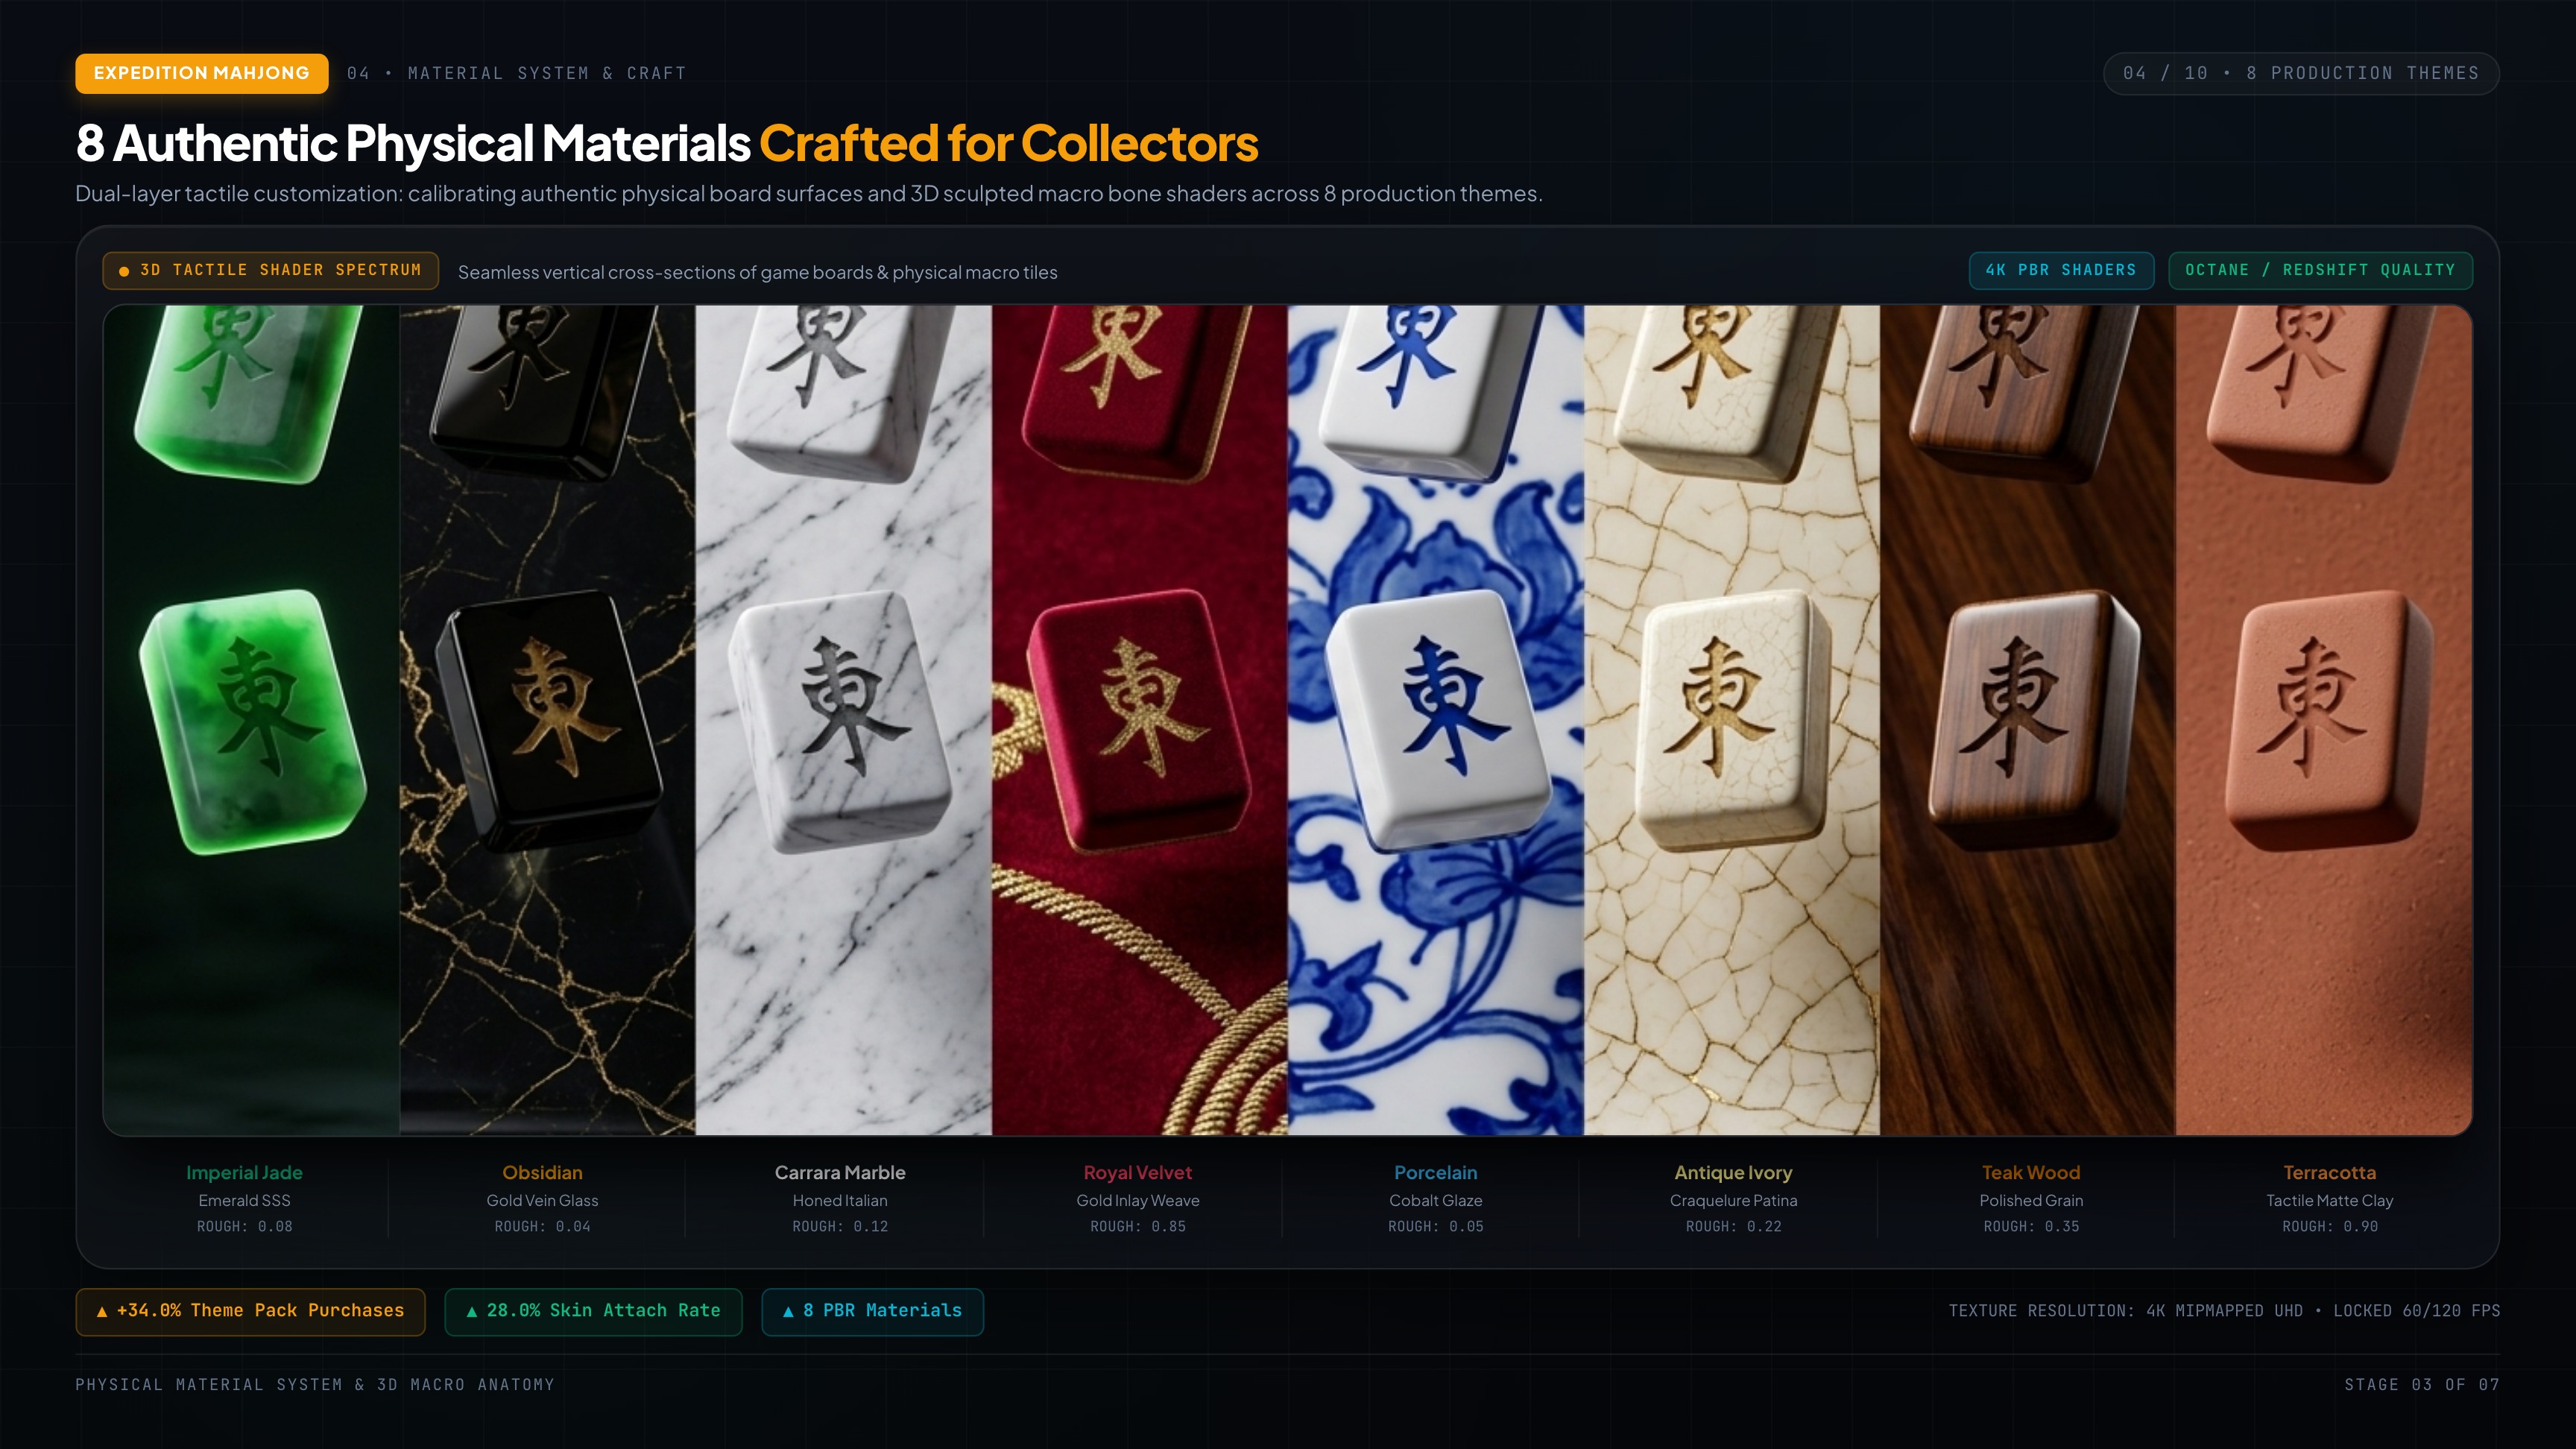 EXPEDITION MAHJONG
04 • MATERIAL SYSTEM & CRAFT
04 / 10 • 8 PRODUCTION THEMES
8 Authentic Physical Materials Crafted for Collectors
Dual-layer tactile customization: calibrating authentic physical board surfaces and 3D sculpted macro bone shaders across 8 production themes.
● 3D TACTILE SHADER SPECTRUM
Seamless vertical cross-sections of game boards & physical macro tiles
4K PBR SHADERS
OCTANE / REDSHIFT QUALITY
東 東 東 東 東 東 東 東
東 東 東 東 東 東 東 東
Imperial Jade
Emerald SSS
ROUGH: 0.08
Obsidian
Gold Vein Glass
ROUGH: 0.04
Carrara Marble
Honed Italian
ROUGH: 0.12
Royal Velvet
Gold Inlay Weave
ROUGH: 0.85
Porcelain
Cobalt Glaze
ROUGH: 0.05
Antique Ivory
Craquelure Patina
ROUGH: 0.22
Teak Wood
Polished Grain
ROUGH: 0.35
Terracotta
Tactile Matte Clay
ROUGH: 0.90
▲ +34.0% Theme Pack Purchases
▲ 28.0% Skin Attach Rate
▲ 8 PBR Materials
TEXTURE RESOLUTION: 4K MIPMAPPED UHD • LOCKED 60/120 FPS
PHYSICAL MATERIAL SYSTEM & 3D MACRO ANATOMY
STAGE 03 OF 07